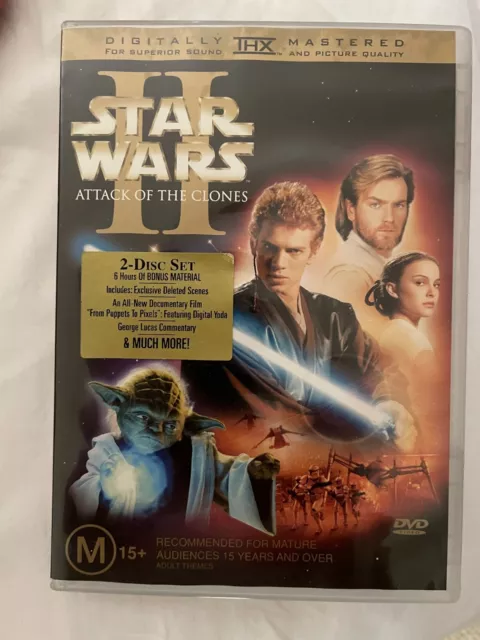 DIGITALLY THX MASTERED
FOR SUPERIOR SOUND AND PICTURE QUALITY
II
STAR
WARS
ATTACK OF THE CLONES
2-DISC SET
6 Hours Of BONUS MATERIAL
Includes: Exclusive Deleted Scenes
An All-New Documentary Film
"From Puppets To Pixels": Featuring Digital Yoda
George Lucas Commentary
& MUCH MORE!
M 15+
RECOMMENDED FOR MATURE
AUDIENCES 15 YEARS AND OVER
ADULT THEMES
DVD
VIDEO